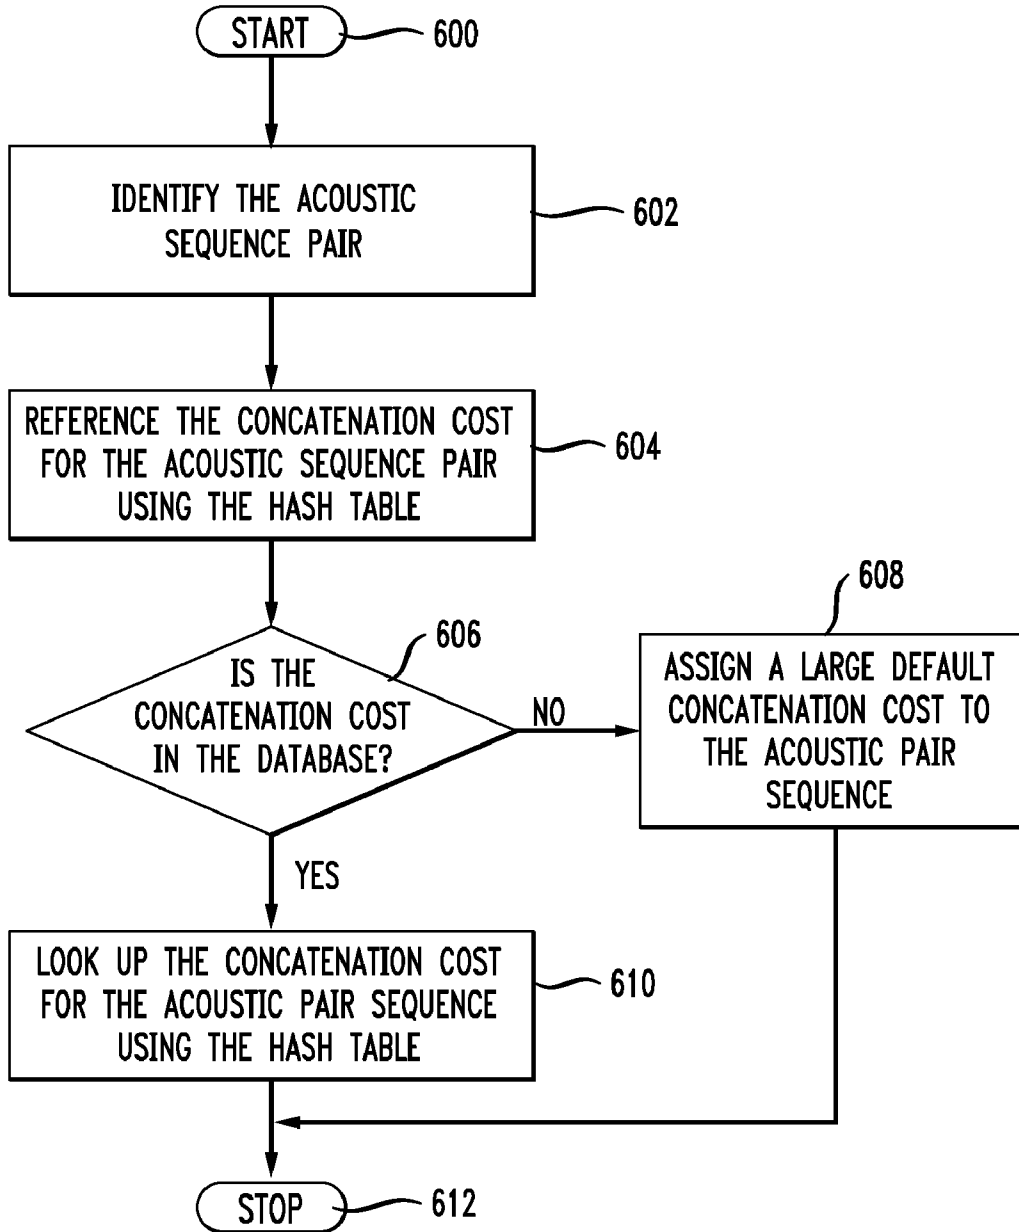 START
600
IDENTIFY THE ACOUSTIC
SEQUENCE PAIR
602
REFERENCE THE CONCATENATION COST
FOR THE ACOUSTIC SEQUENCE PAIR
USING THE HASH TABLE
604
606
IS THE
CONCATENATION COST
IN THE DATABASE?
NO
608
ASSIGN A LARGE DEFAULT
CONCATENATION COST TO
THE ACOUSTIC PAIR
SEQUENCE
YES
LOOK UP THE CONCATENATION COST
FOR THE ACOUSTIC PAIR SEQUENCE
USING THE HASH TABLE
610
STOP
612